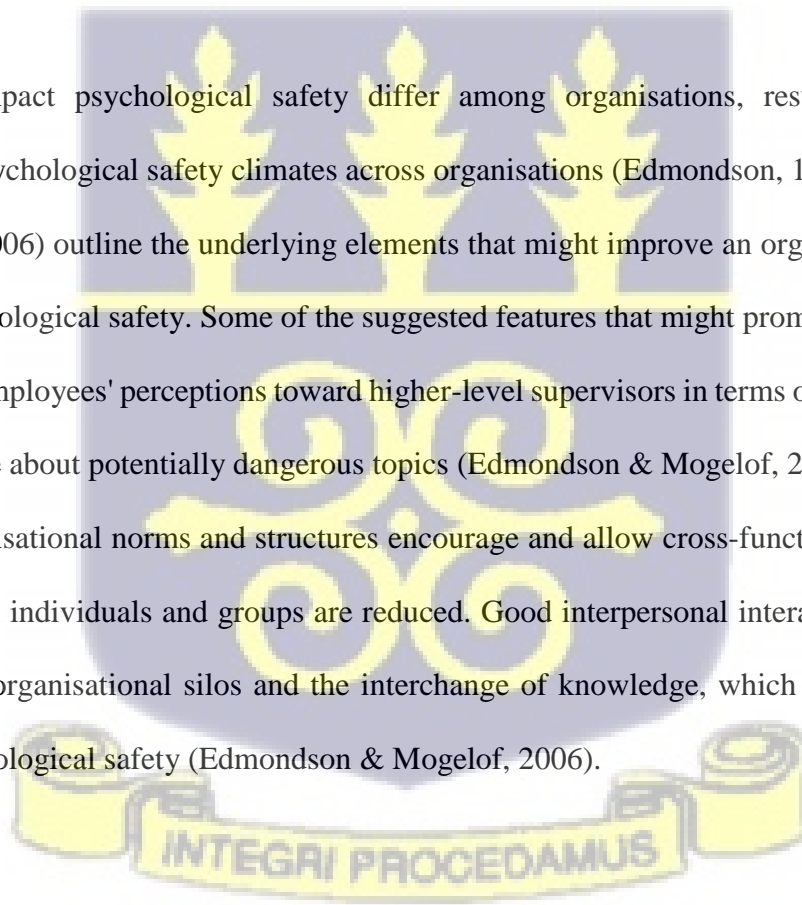 pact psychological safety differ among organisations, res
ychological safety climates across organisations (Edmondson, 1
06) outline the underlying elements that might improve an org
ological safety. Some of the suggested features that might prom
mployees' perceptions toward higher-level supervisors in terms o
about potentially dangerous topics (Edmondson & Mogelof, 2
isational norms and structures encourage and allow cross-funct
individuals and groups are reduced. Good interpersonal intera
organisational silos and the interchange of knowledge, which
ological safety (Edmondson & Mogelof, 2006).
INTEGRI PROCEDAMUS